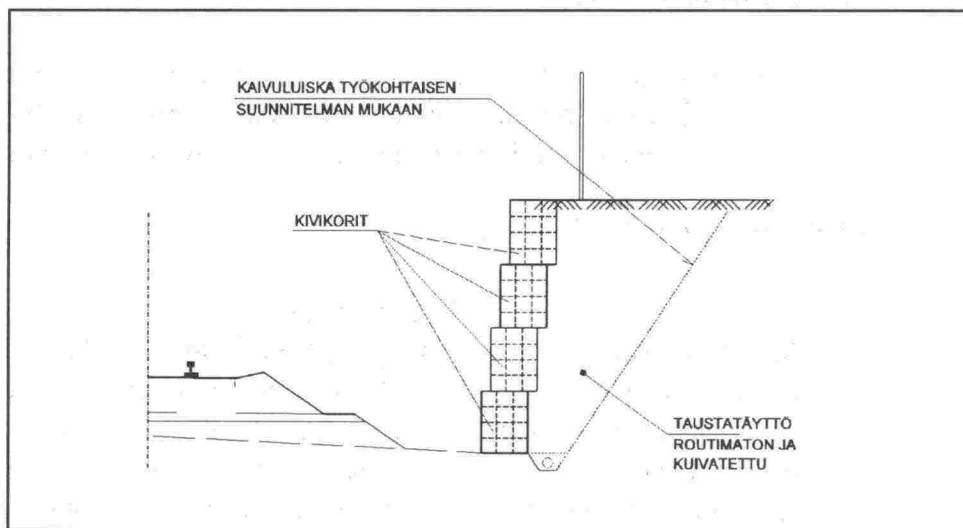 KAIVULUISKA TYÖKOHTAISEN
SUUNNITELMAN MUKAAN
KIVIKORIT
TAUSTATÄYTTÖ
ROUTIMATON JA
KUIVATETTU